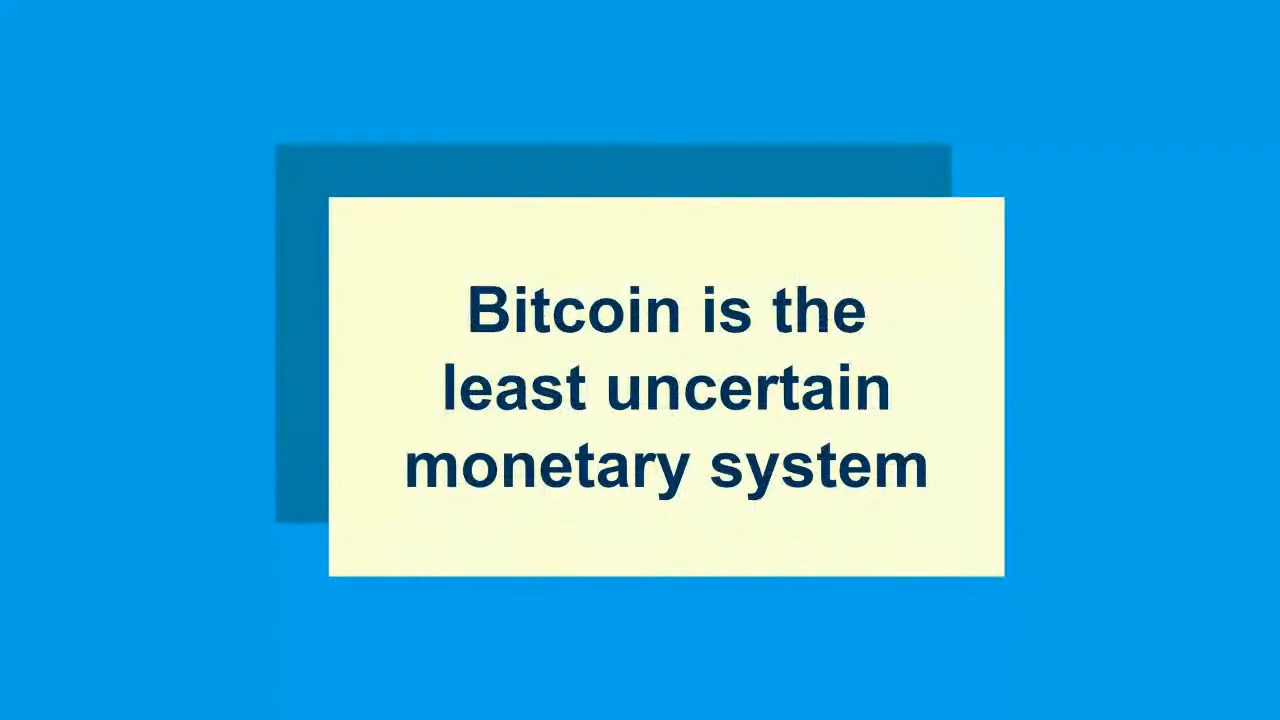 Bitcoin is the
least uncertain
monetary system